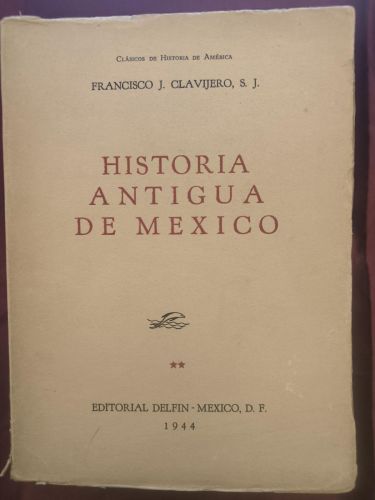 Clásicos de Historia de América
FRANCISCO J. CLAVIJERO, S. J.
HISTORIA
ANTIGUA
DE MEXICO
**
EDITORIAL DELFIN - MEXICO, D. F.
1944